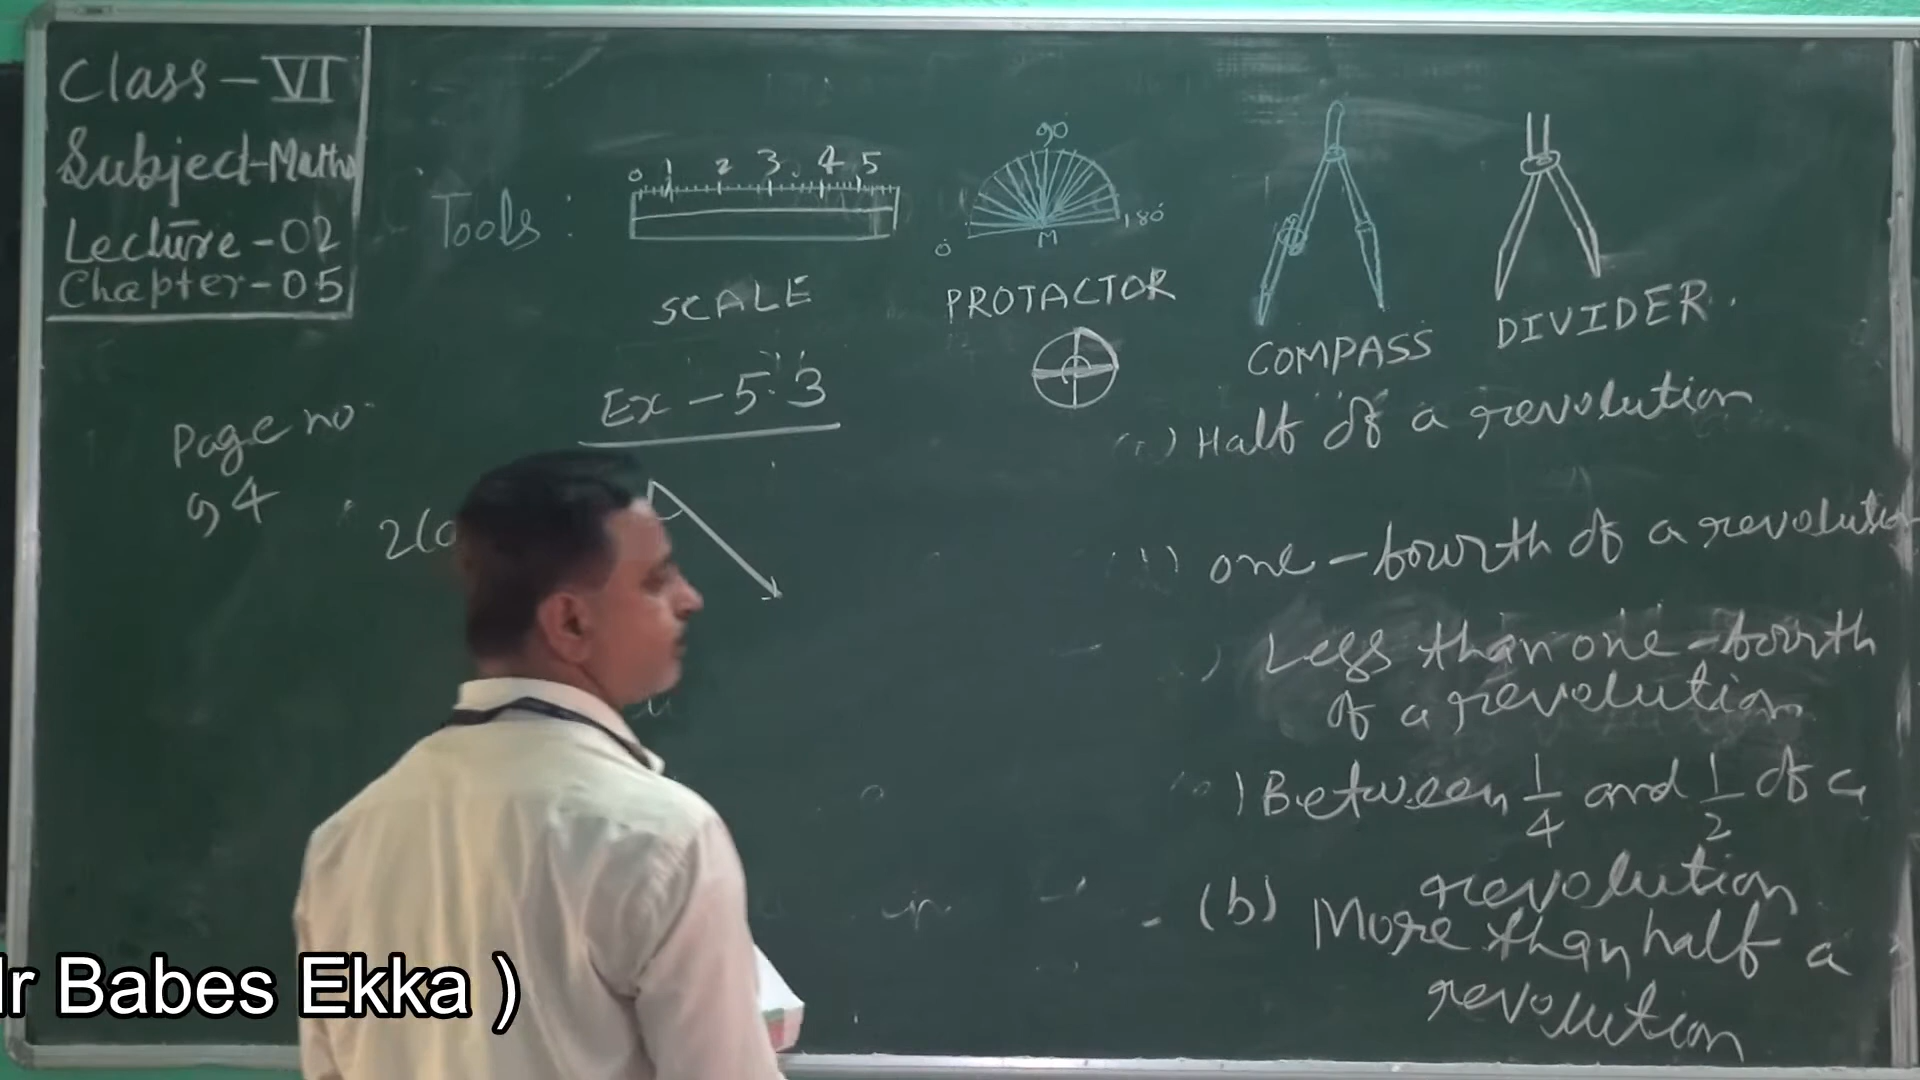 Class - VI
Subject - Maths
Lecture - 02
Chapter - 05
Tools :
0 1 2 3 4 5
SCALE
90
0 M 180
PROTACTOR
COMPASS
DIVIDER
Ex - 5.3
Page no.
94
2(a
Half of a revolution
one - fourth of a revolution
Less than one - fourth
of a revolution
Between 1/4 and 1/2 of a
revolution
(b) More than half a
revolution
Babes Ekka )